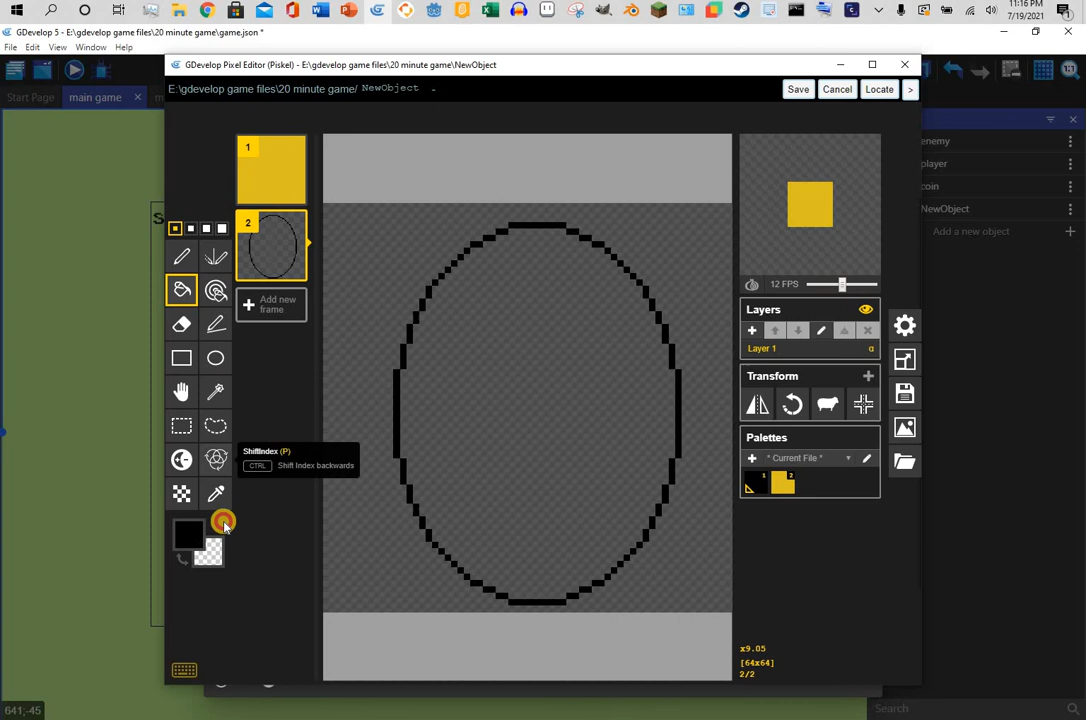 11:16 PM
7/19/2021
GDevelop 5 - E:\gdevelop game files\20 minute game\game.json *
File Edit View Window Help
GDevelop Pixel Editor (Piskel) - E:\gdevelop game files\20 minute game\NewObject
E:\gdevelop game files\20 minute game/ NewObject -
Save Cancel Locate >
Start Page main game
enemy
player
coin
NewObject
Add a new object
1
2
Add new
frame
12 FPS
Layers
Layer 1 α
Transform
Palettes
* Current File *
1 2
ShiftIndex (P)
CTRL Shift Index backwards
x9.05
[64x64]
2/2
641;-45
Search